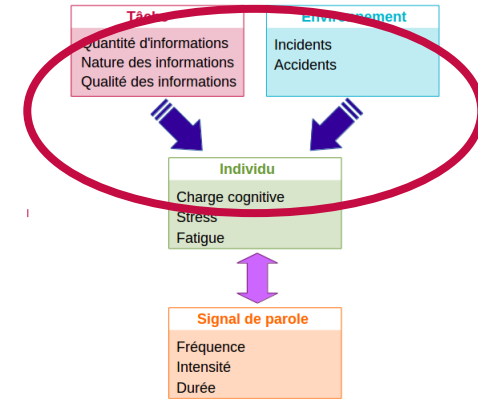 Tâche
Quantité d'informations
Nature des informations
Qualité des informations
Environnement
Incidents
Accidents
Individu
Charge cognitive
Stress
Fatigue
Signal de parole
Fréquence
Intensité
Durée